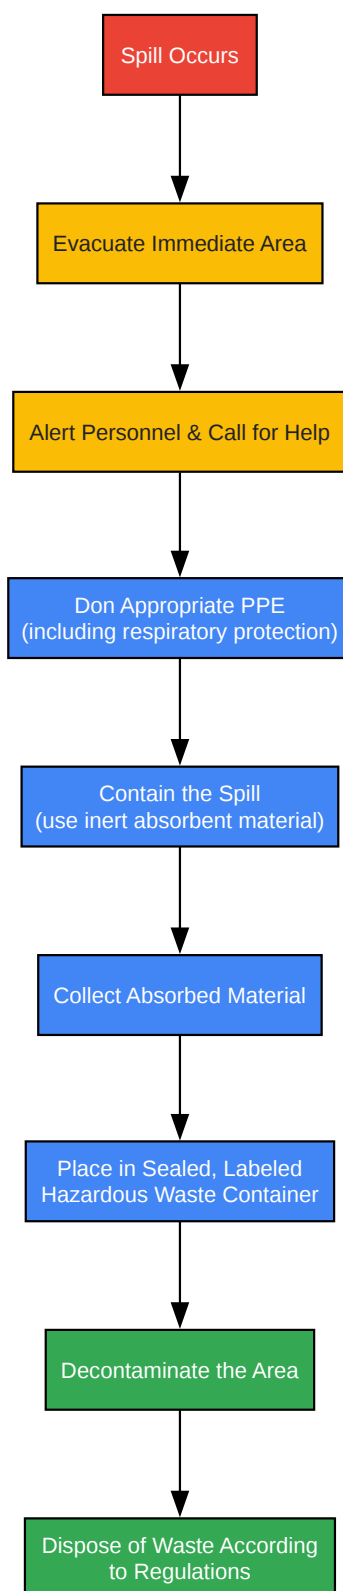 Spill Occurs
Evacuate Immediate Area
Alert Personnel & Call for Help
Don Appropriate PPE
(including respiratory protection)
Contain the Spill
(use inert absorbent material)
Collect Absorbed Material
Place in Sealed, Labeled
Hazardous Waste Container
Decontaminate the Area
Dispose of Waste According
to Regulations